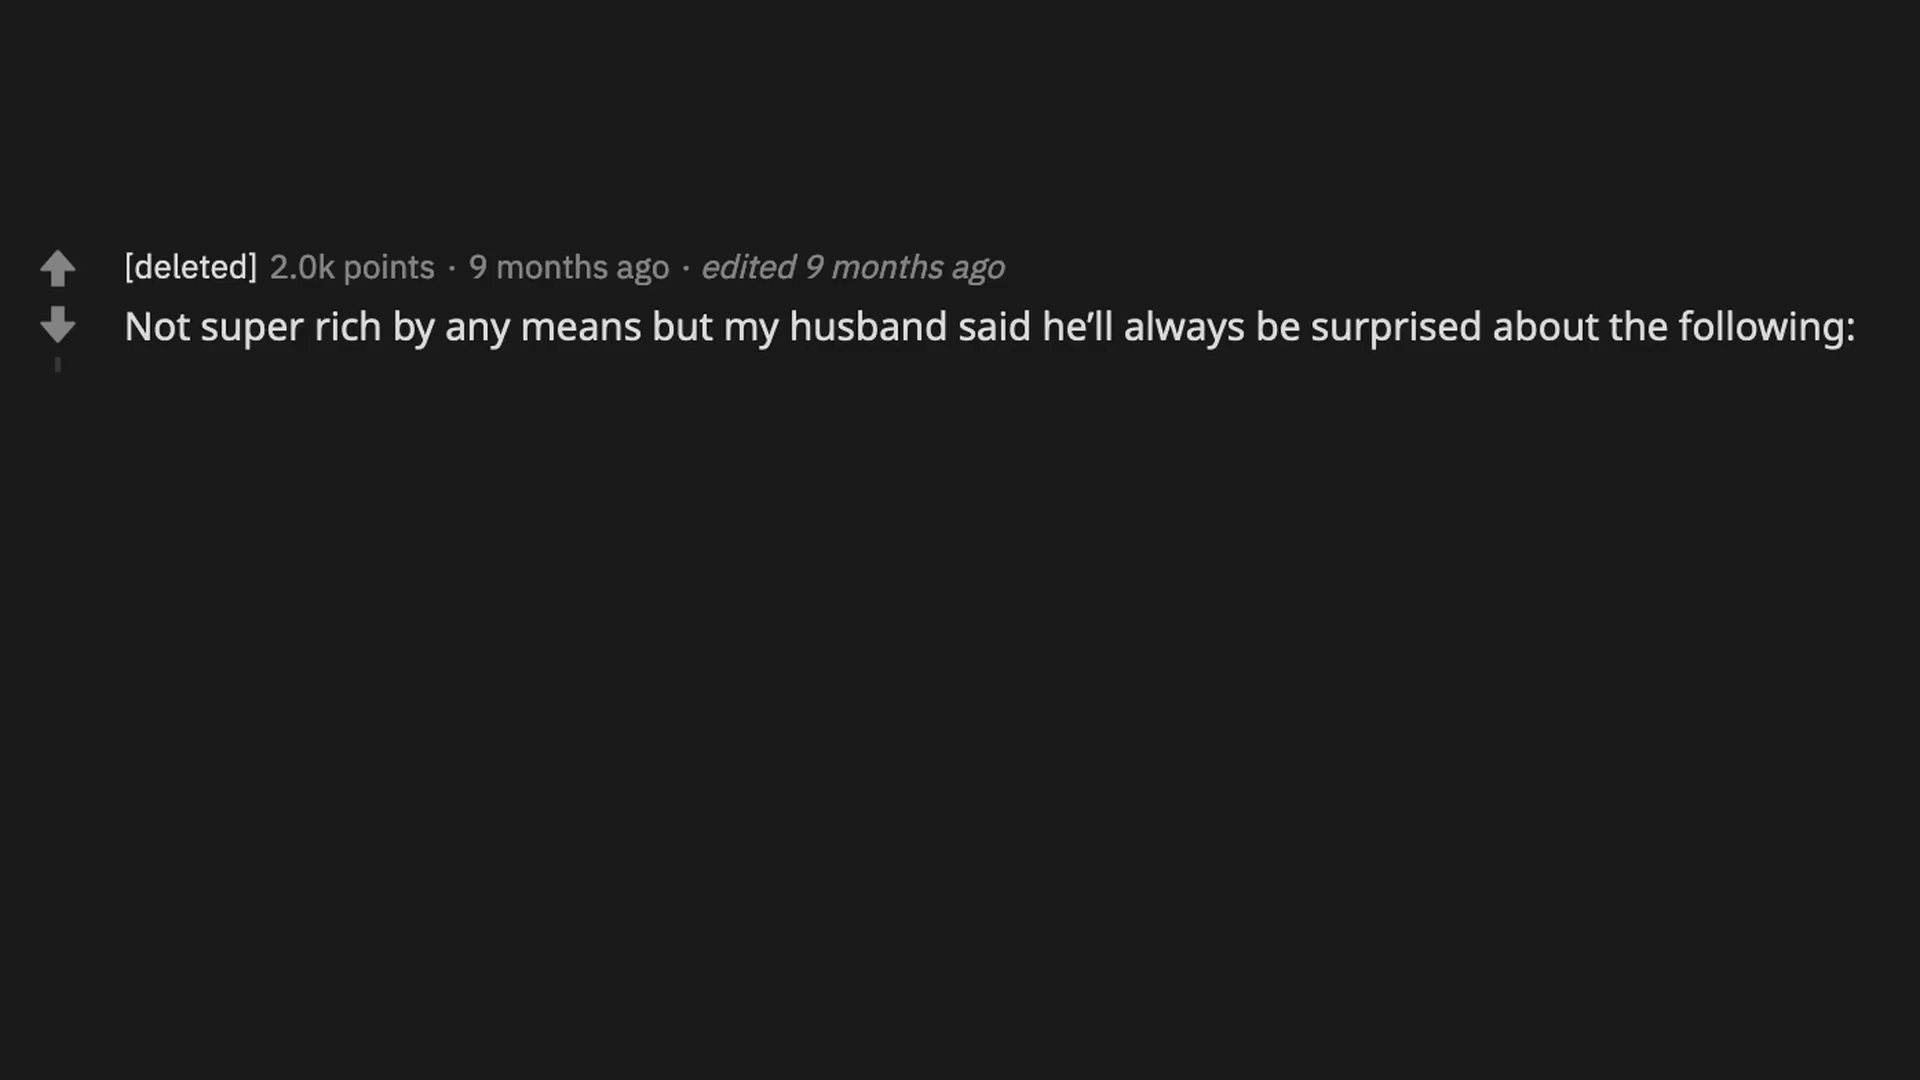 [deleted] 2.0k points · 9 months ago · edited 9 months ago
Not super rich by any means but my husband said he’ll always be surprised about the following: